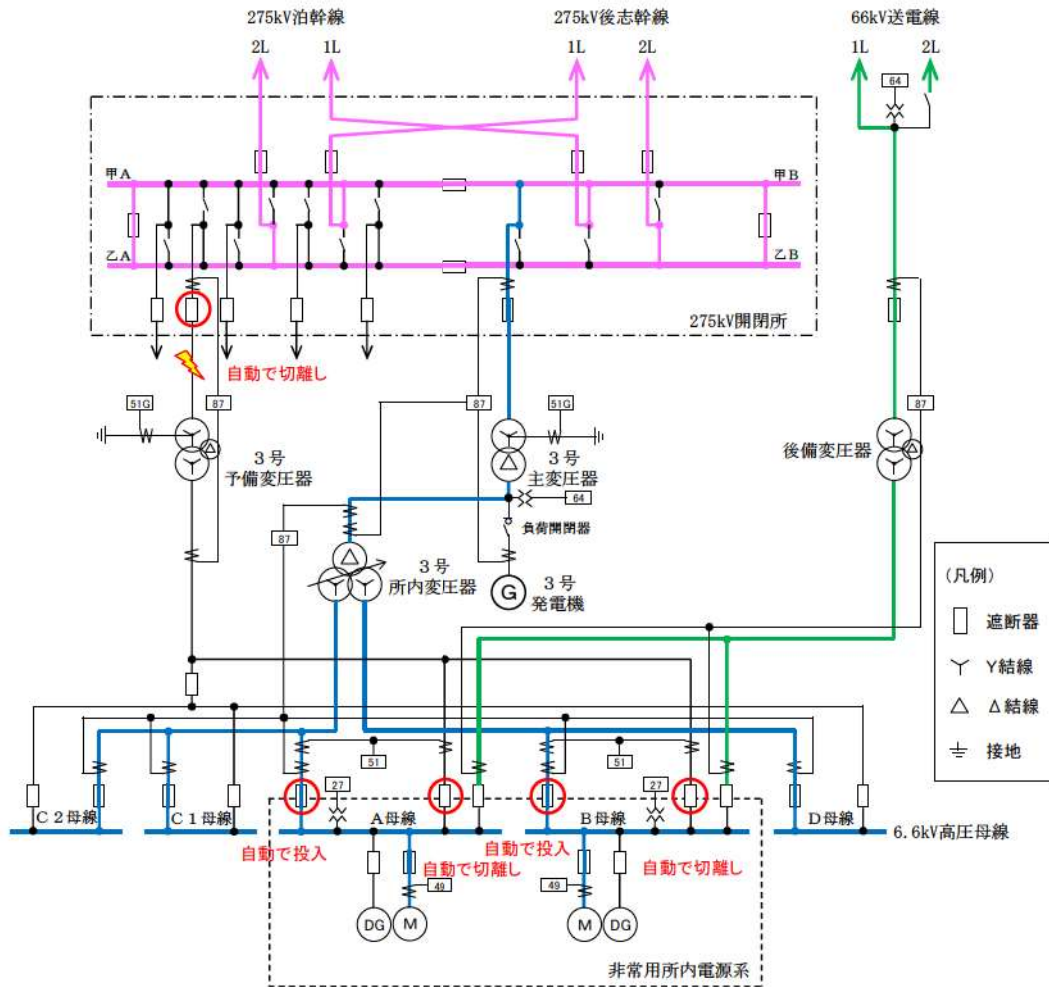 275kV泊幹線
275kV後志幹線
66kV送電線
2L
1L
1L
2L
1L
2L
64
甲A
甲B
乙A
乙B
275kV開閉所
自動で切離し
51G
87
87
51G
87
3号
予備変圧器
3号
主変圧器
後備変圧器
64
87
負荷開閉器
3号
所内変圧器
G
3号
発電機
(凡例)
遮断器
Y結線
Δ結線
接地
51
51
27
27
C2母線
C1母線
A母線
B母線
D母線
6.6kV高圧母線
自動で投入
自動で切離し
自動で投入
自動で切離し
49
49
DG
M
M
DG
非常用所内電源系